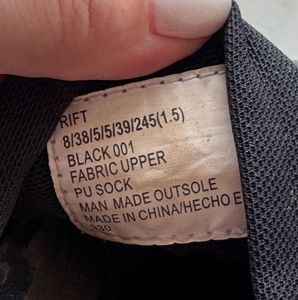 RIFT
8/38/5/5/39/245(1.5)
BLACK 001
FABRIC UPPER
PU SOCK
MAN MADE OUTSOLE
MADE IN CHINA/HECHO E
330